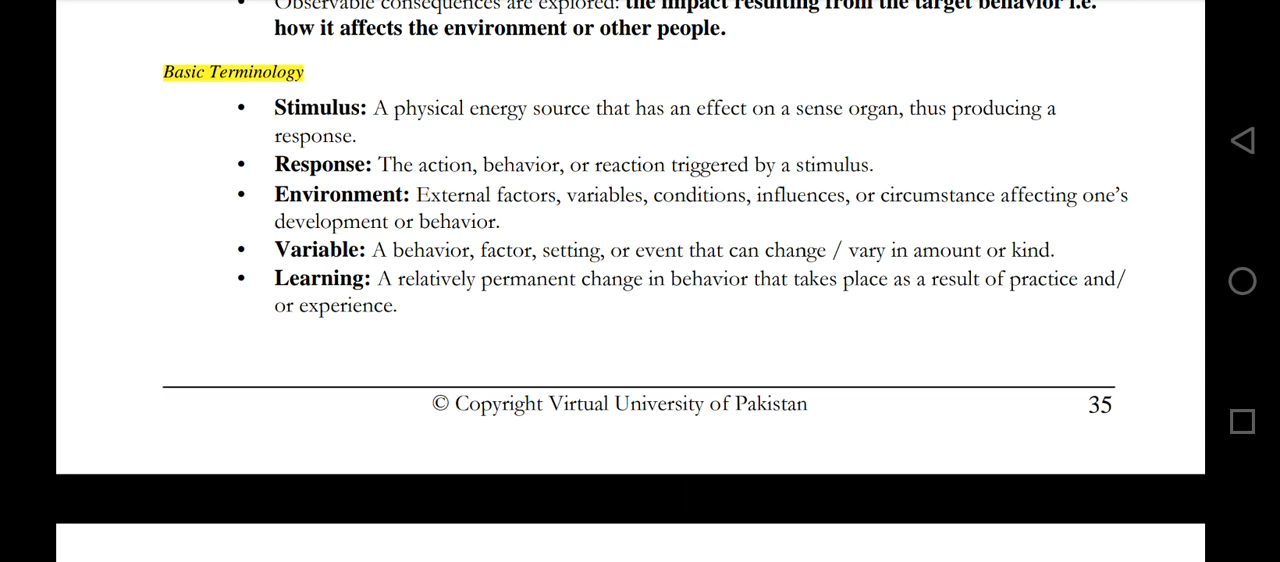 • Observable consequences are explored: the impact resulting from the target behavior i.e.
how it affects the environment or other people.
Basic Terminology
• Stimulus: A physical energy source that has an effect on a sense organ, thus producing a
response.
• Response: The action, behavior, or reaction triggered by a stimulus.
• Environment: External factors, variables, conditions, influences, or circumstance affecting one's
development or behavior.
• Variable: A behavior, factor, setting, or event that can change / vary in amount or kind.
• Learning: A relatively permanent change in behavior that takes place as a result of practice and/
or experience.
© Copyright Virtual University of Pakistan 35